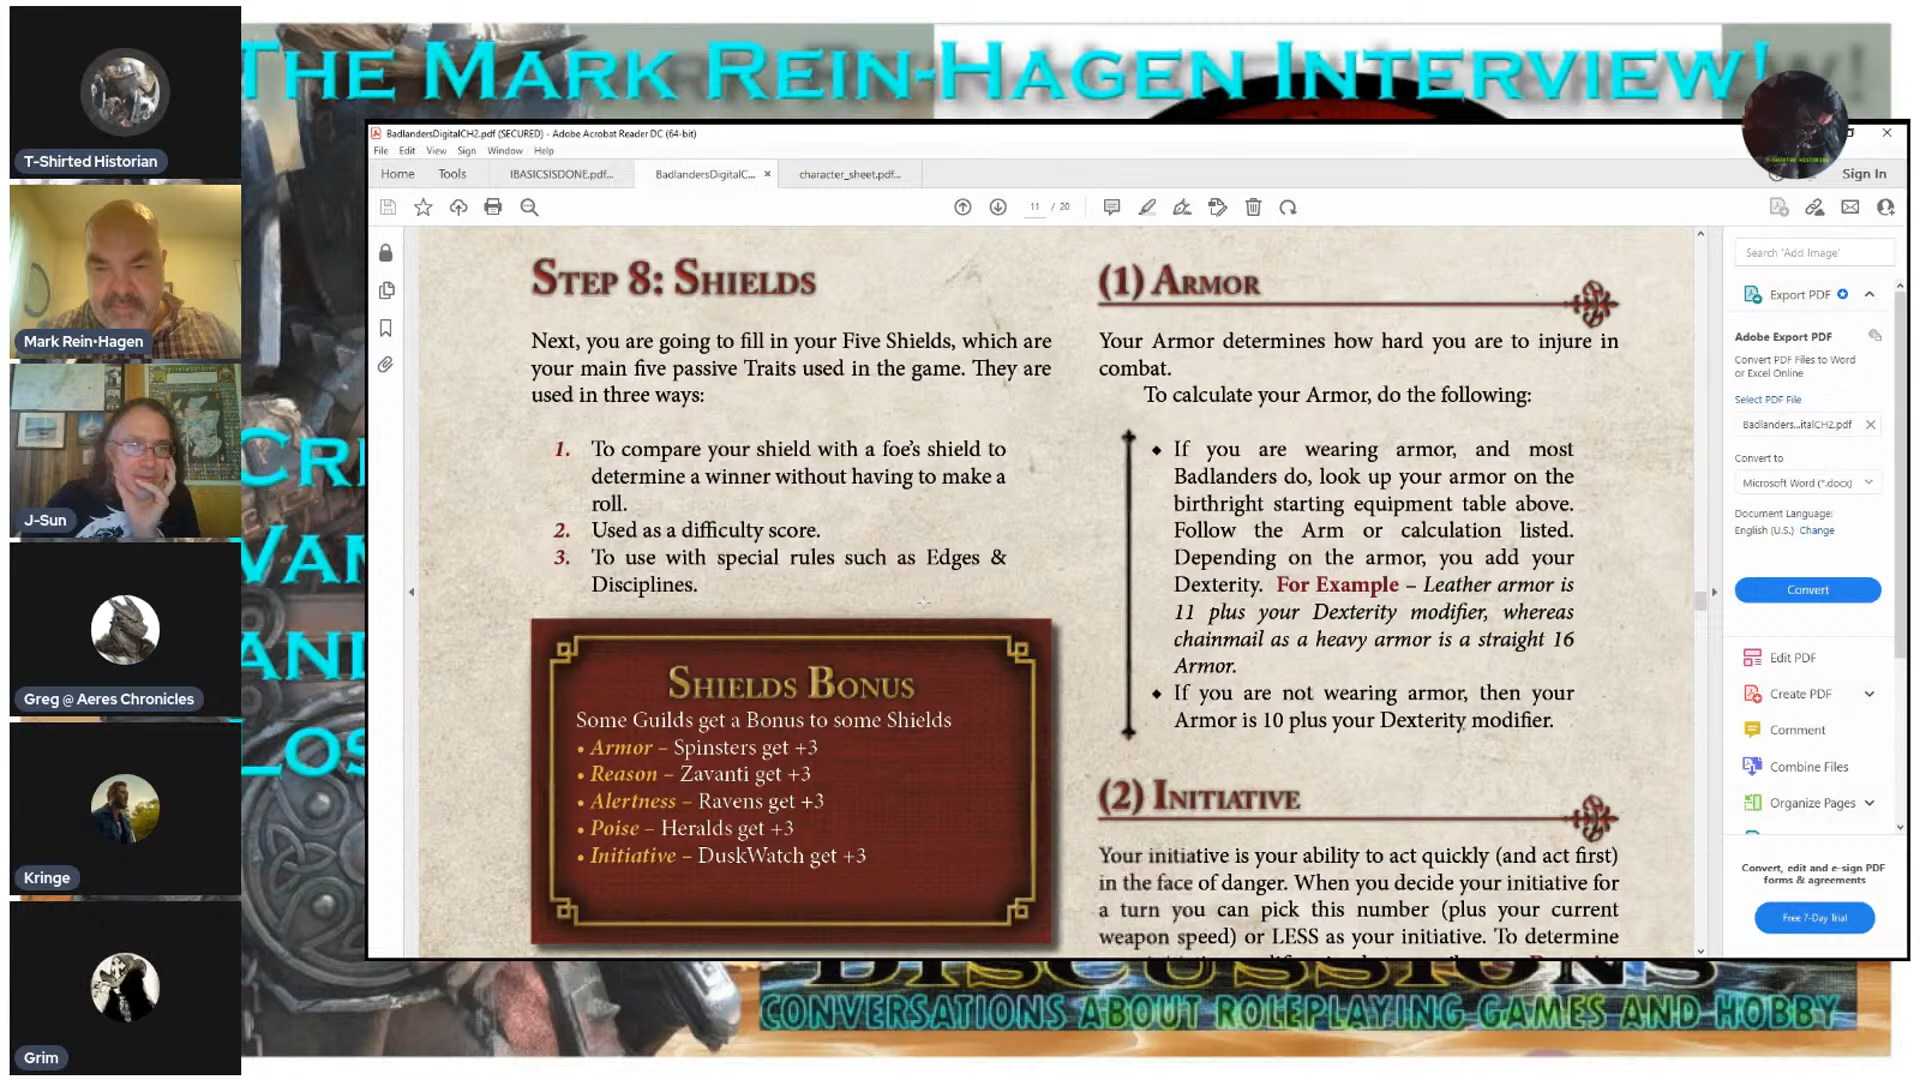 THE MARK REIN-HAGEN INTERVIEW!
T-Shirted Historian
Mark Rein•Hagen
J-Sun
Greg @ Aeres Chronicles
Kringe
Grim
BadlandersDigitalCH2.pdf (SECURED) - Adobe Acrobat Reader DC (64-bit)
File Edit View Sign Window Help
Home Tools IBASICSISDONE.pdf... BadlandersDigitalC... × character_sheet.pdf... Sign In
11 / 20
STEP 8: SHIELDS
Next, you are going to fill in your Five Shields, which are
your main five passive Traits used in the game. They are
used in three ways:
1. To compare your shield with a foe's shield to
determine a winner without having to make a
roll.
2. Used as a difficulty score.
3. To use with special rules such as Edges &
Disciplines.
SHIELDS BONUS
Some Guilds get a Bonus to some Shields
• Armor – Spinsters get +3
• Reason – Zavanti get +3
• Alertness – Ravens get +3
• Poise – Heralds get +3
• Initiative – DuskWatch get +3
(1) ARMOR
Your Armor determines how hard you are to injure in
combat.
To calculate your Armor, do the following:
◆ If you are wearing armor, and most
Badlanders do, look up your armor on the
birthright starting equipment table above.
Follow the Arm or calculation listed.
Depending on the armor, you add your
Dexterity. For Example – Leather armor is
11 plus your Dexterity modifier, whereas
chainmail as a heavy armor is a straight 16
Armor.
◆ If you are not wearing armor, then your
Armor is 10 plus your Dexterity modifier.
(2) INITIATIVE
Your initiative is your ability to act quickly (and act first)
in the face of danger. When you decide your initiative for
a turn you can pick this number (plus your current
weapon speed) or LESS as your initiative. To determine
Search 'Add Image'
Export PDF
Adobe Export PDF
Convert PDF Files to Word
or Excel Online
Select PDF File
Badlanders...italCH2.pdf ×
Convert to
Microsoft Word (*.docx)
Document Language:
English (U.S.) Change
Convert
Edit PDF
Create PDF
Comment
Combine Files
Organize Pages
Convert, edit and e-sign PDF
forms & agreements
Free 7-Day Trial
CRE
VAM
AND
LOS
DISCUSSIONS
CONVERSATIONS ABOUT ROLEPLAYING GAMES AND HOBBY